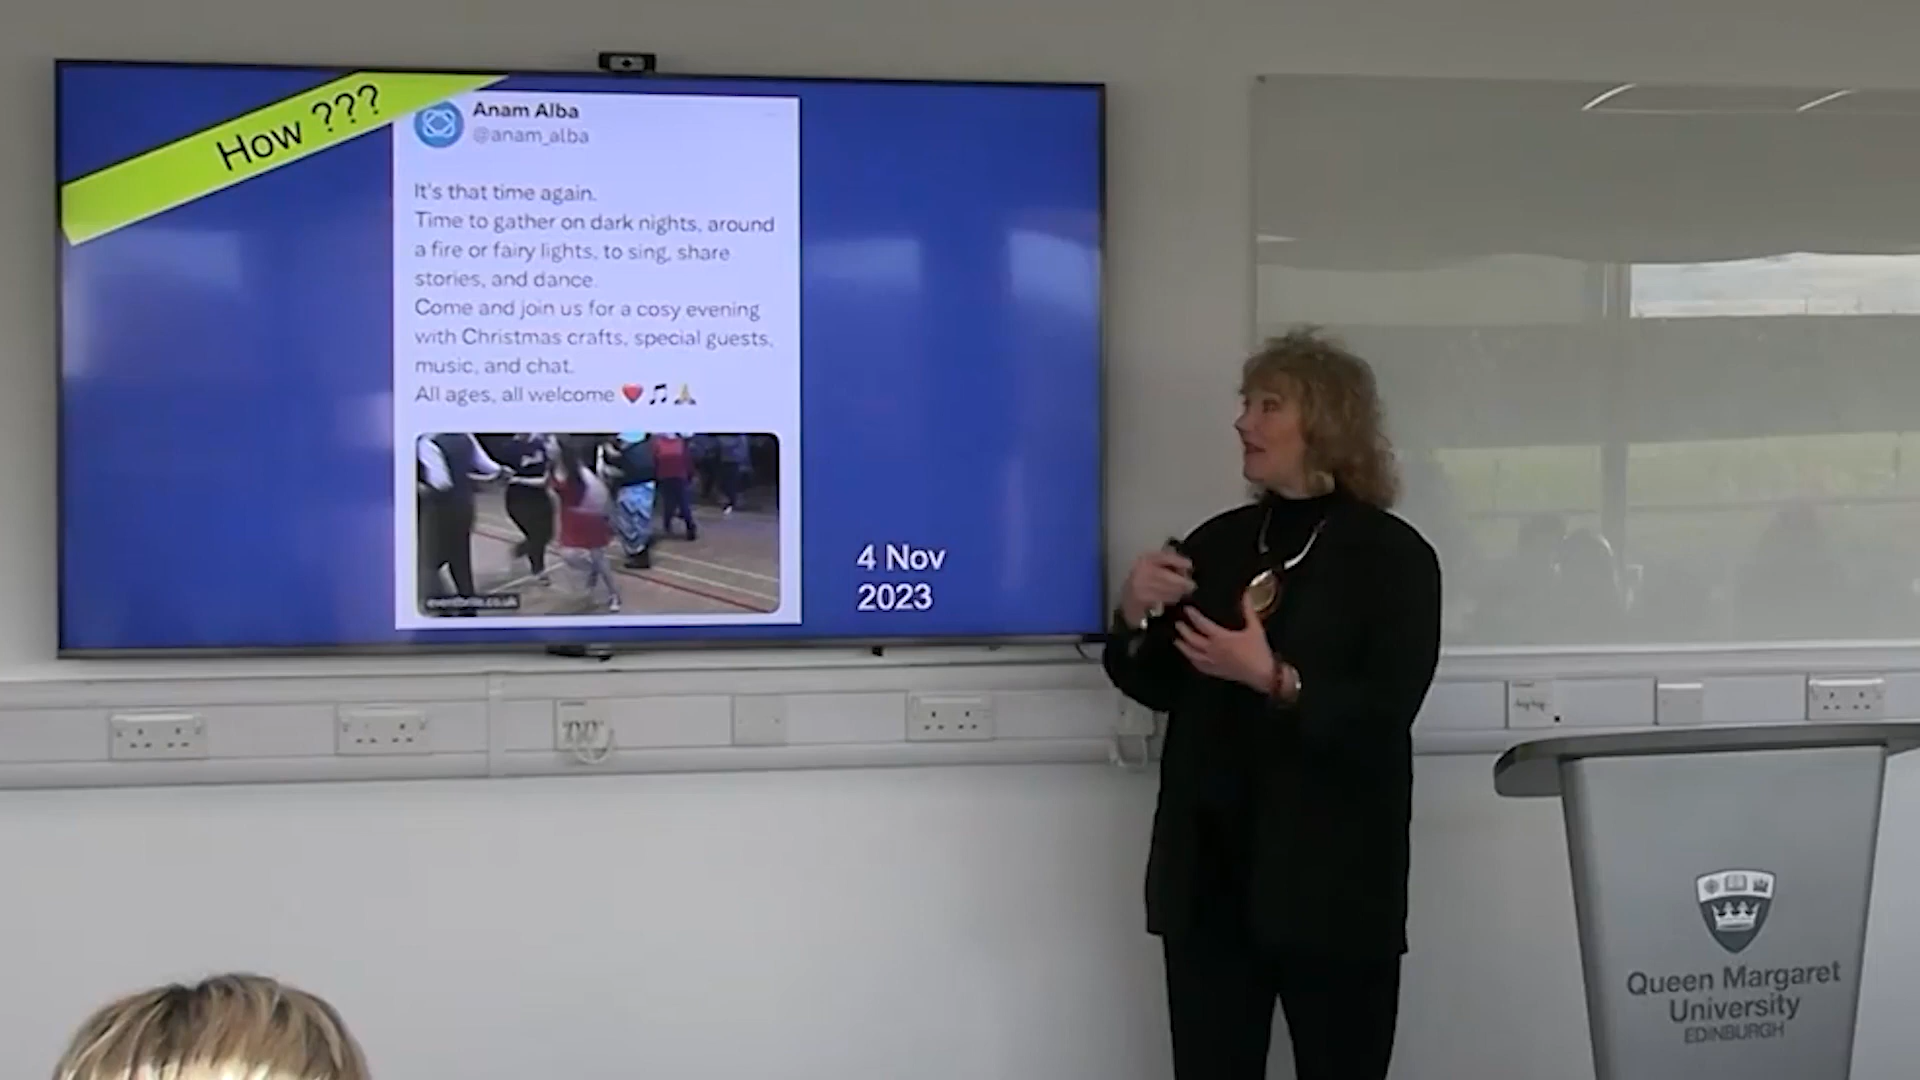 How ???
Anam Alba
@anam_alba
It's that time again.
Time to gather on dark nights, around
a fire or fairy lights, to sing, share
stories, and dance.
Come and join us for a cosy evening
with Christmas crafts, special guests,
music, and chat.
All ages, all welcome ❤️🎵🙏
eventbrite.co.uk
4 Nov
2023
Queen Margaret
University
EDINBURGH